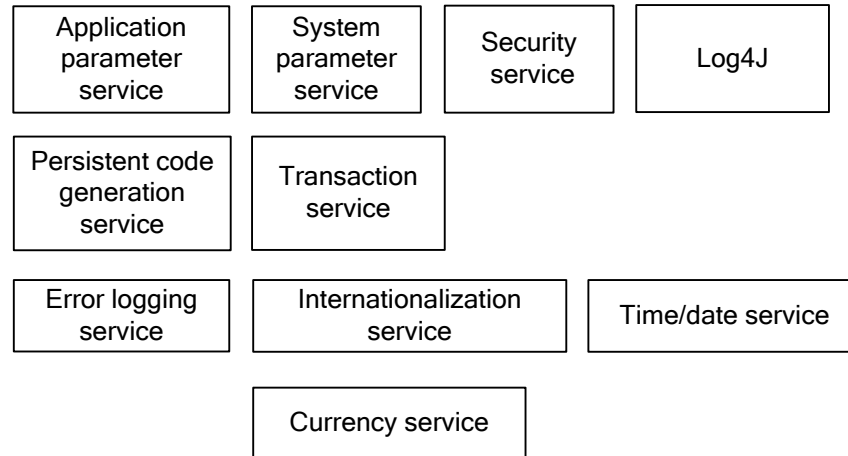 Application
parameter
service
System
parameter
service
Security
service
Log4J
Persistent code
generation
service
Transaction
service
Error logging
service
Internationalization
service
Time/date service
Currency service